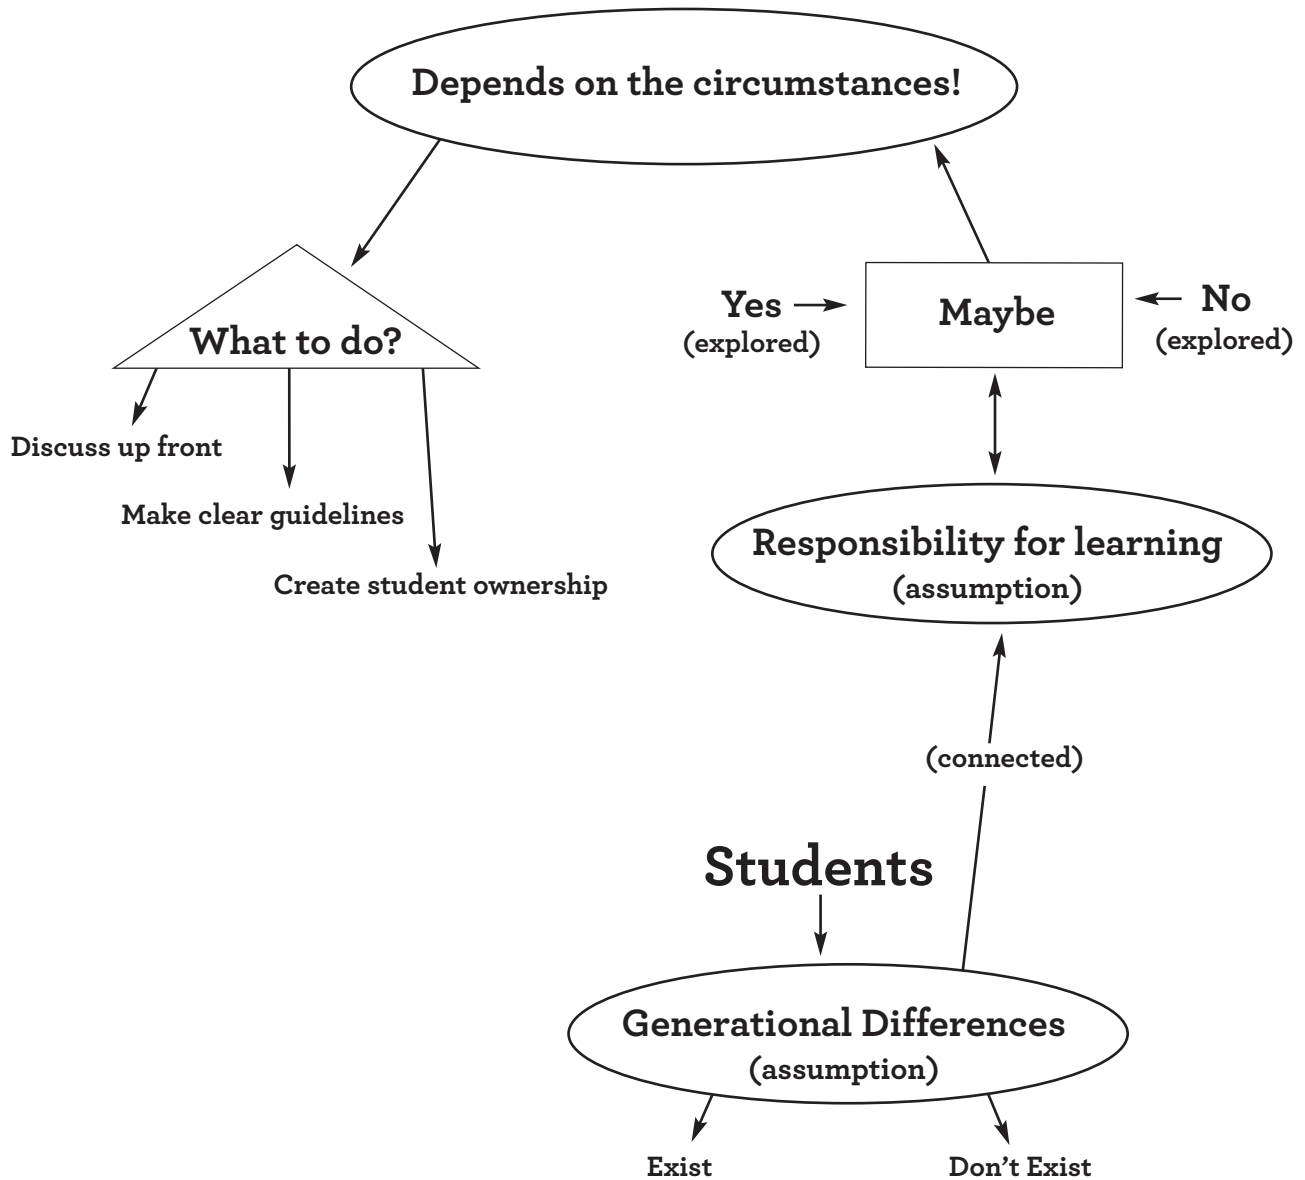 Depends on the circumstances!
What to do?
Discuss up front
Make clear guidelines
Create student ownership
Yes
(explored)
Maybe
No
(explored)
Responsibility for learning
(assumption)
(connected)
Students
Generational Differences
(assumption)
Exist
Don’t Exist